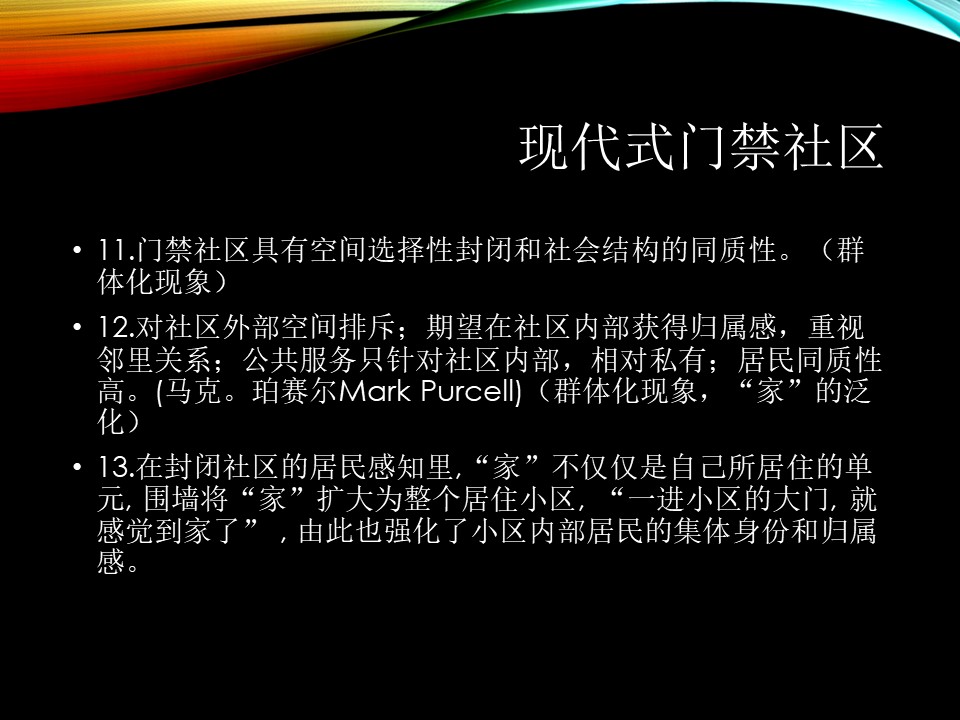 现代式门禁社区
• 11.门禁社区具有空间选择性封闭和社会结构的同质性。（群
体化现象）
• 12.对社区外部空间排斥；期望在社区内部获得归属感，重视
邻里关系；公共服务只针对社区内部，相对私有；居民同质性
高。(马克。珀赛尔Mark Purcell)（群体化现象，“家”的泛
化）
• 13.在封闭社区的居民感知里,“家”不仅仅是自己所居住的单
元, 围墙将“家”扩大为整个居住小区, “一进小区的大门, 就
感觉到家了” , 由此也强化了小区内部居民的集体身份和归属
感。